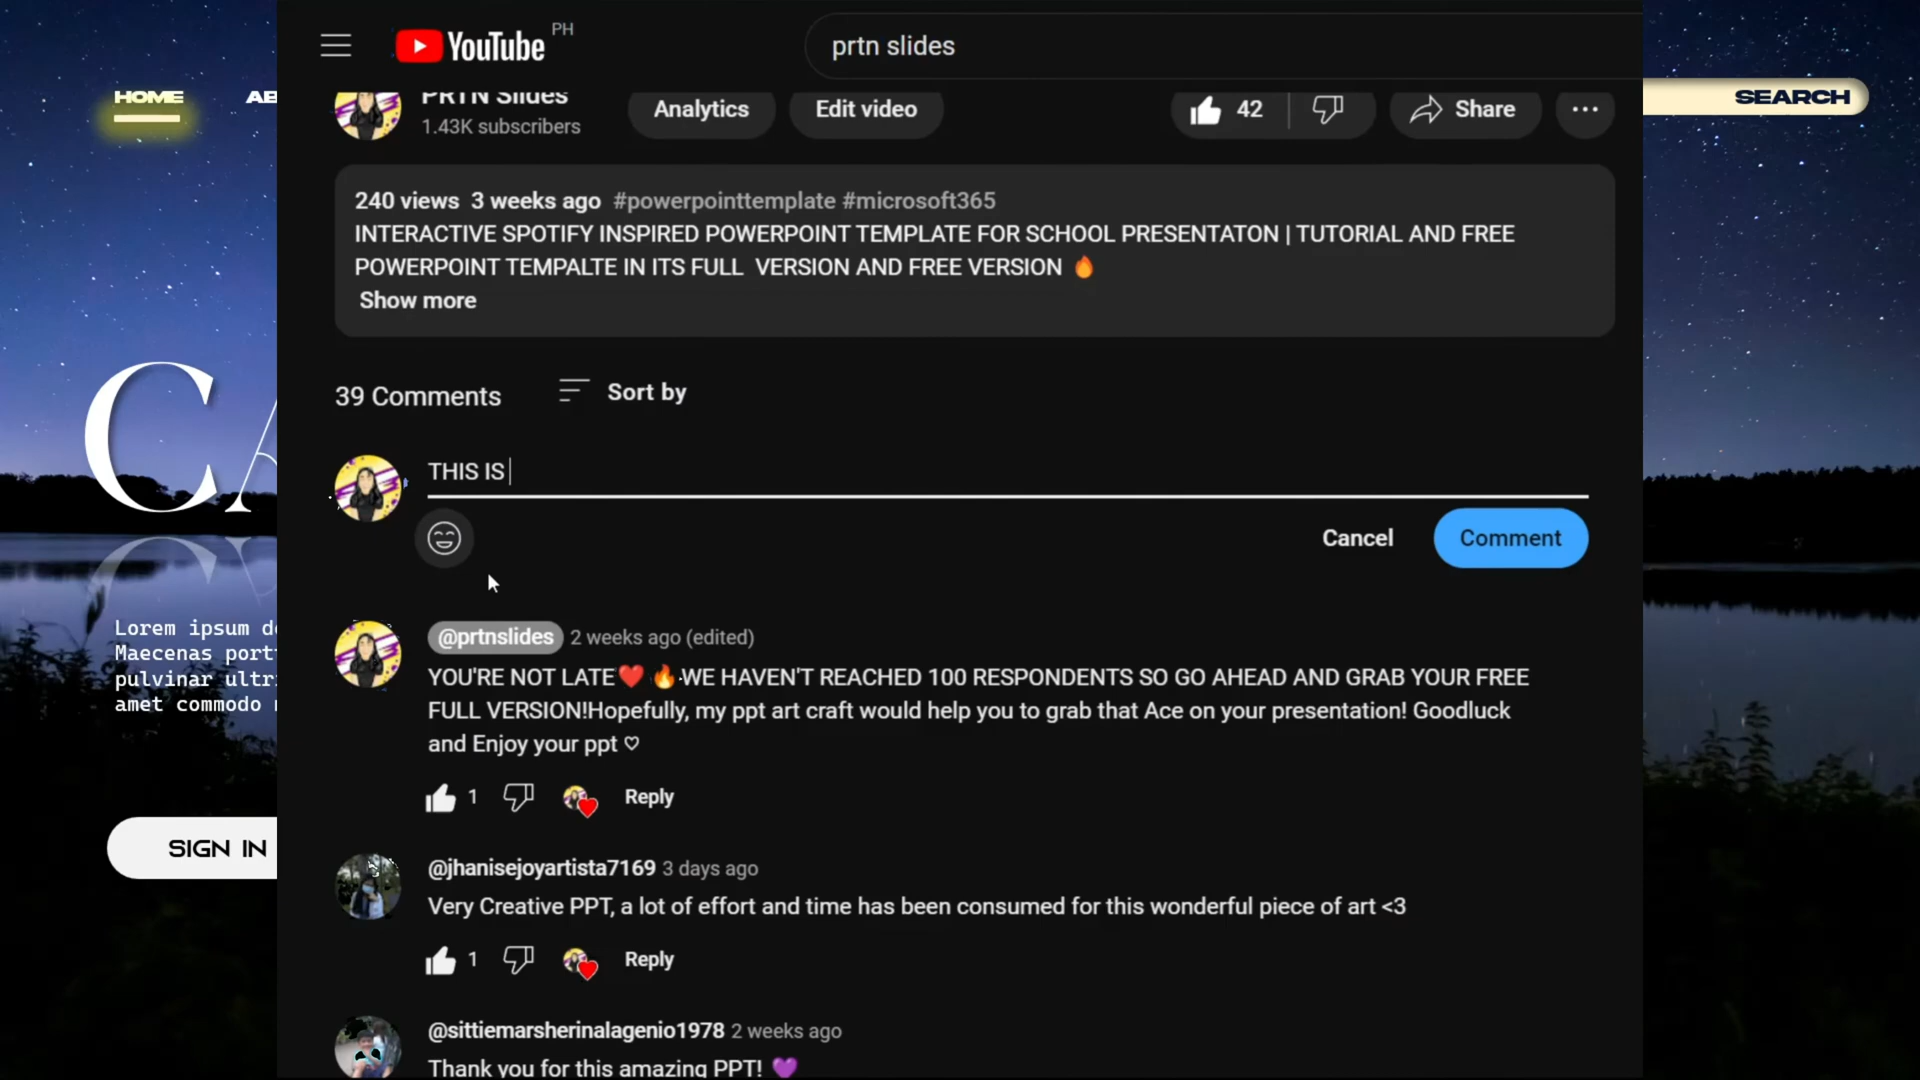 YouTube PH
prtn slides
HOME
SEARCH
PRTN Slides
1.43K subscribers
Analytics
Edit video
42
Share
240 views 3 weeks ago #powerpointtemplate #microsoft365
INTERACTIVE SPOTIFY INSPIRED POWERPOINT TEMPLATE FOR SCHOOL PRESENTATON | TUTORIAL AND FREE
POWERPOINT TEMPALTE IN ITS FULL VERSION AND FREE VERSION 🔥
Show more
39 Comments
Sort by
THIS IS
Cancel
Comment
Lorem ipsum
Maecenas
pulvinar
amet commodo
SIGN IN
@prtnslides 2 weeks ago (edited)
YOU'RE NOT LATE❤️ 🔥·WE HAVEN'T REACHED 100 RESPONDENTS SO GO AHEAD AND GRAB YOUR FREE
FULL VERSION!Hopefully, my ppt art craft would help you to grab that Ace on your presentation! Goodluck
and Enjoy your ppt ♡
1
Reply
@jhanisejoyartista7169 3 days ago
Very Creative PPT, a lot of effort and time has been consumed for this wonderful piece of art <3
1
Reply
@sittiemarsherinalagenio1978 2 weeks ago
Thank you for this amazing PPT! 💜